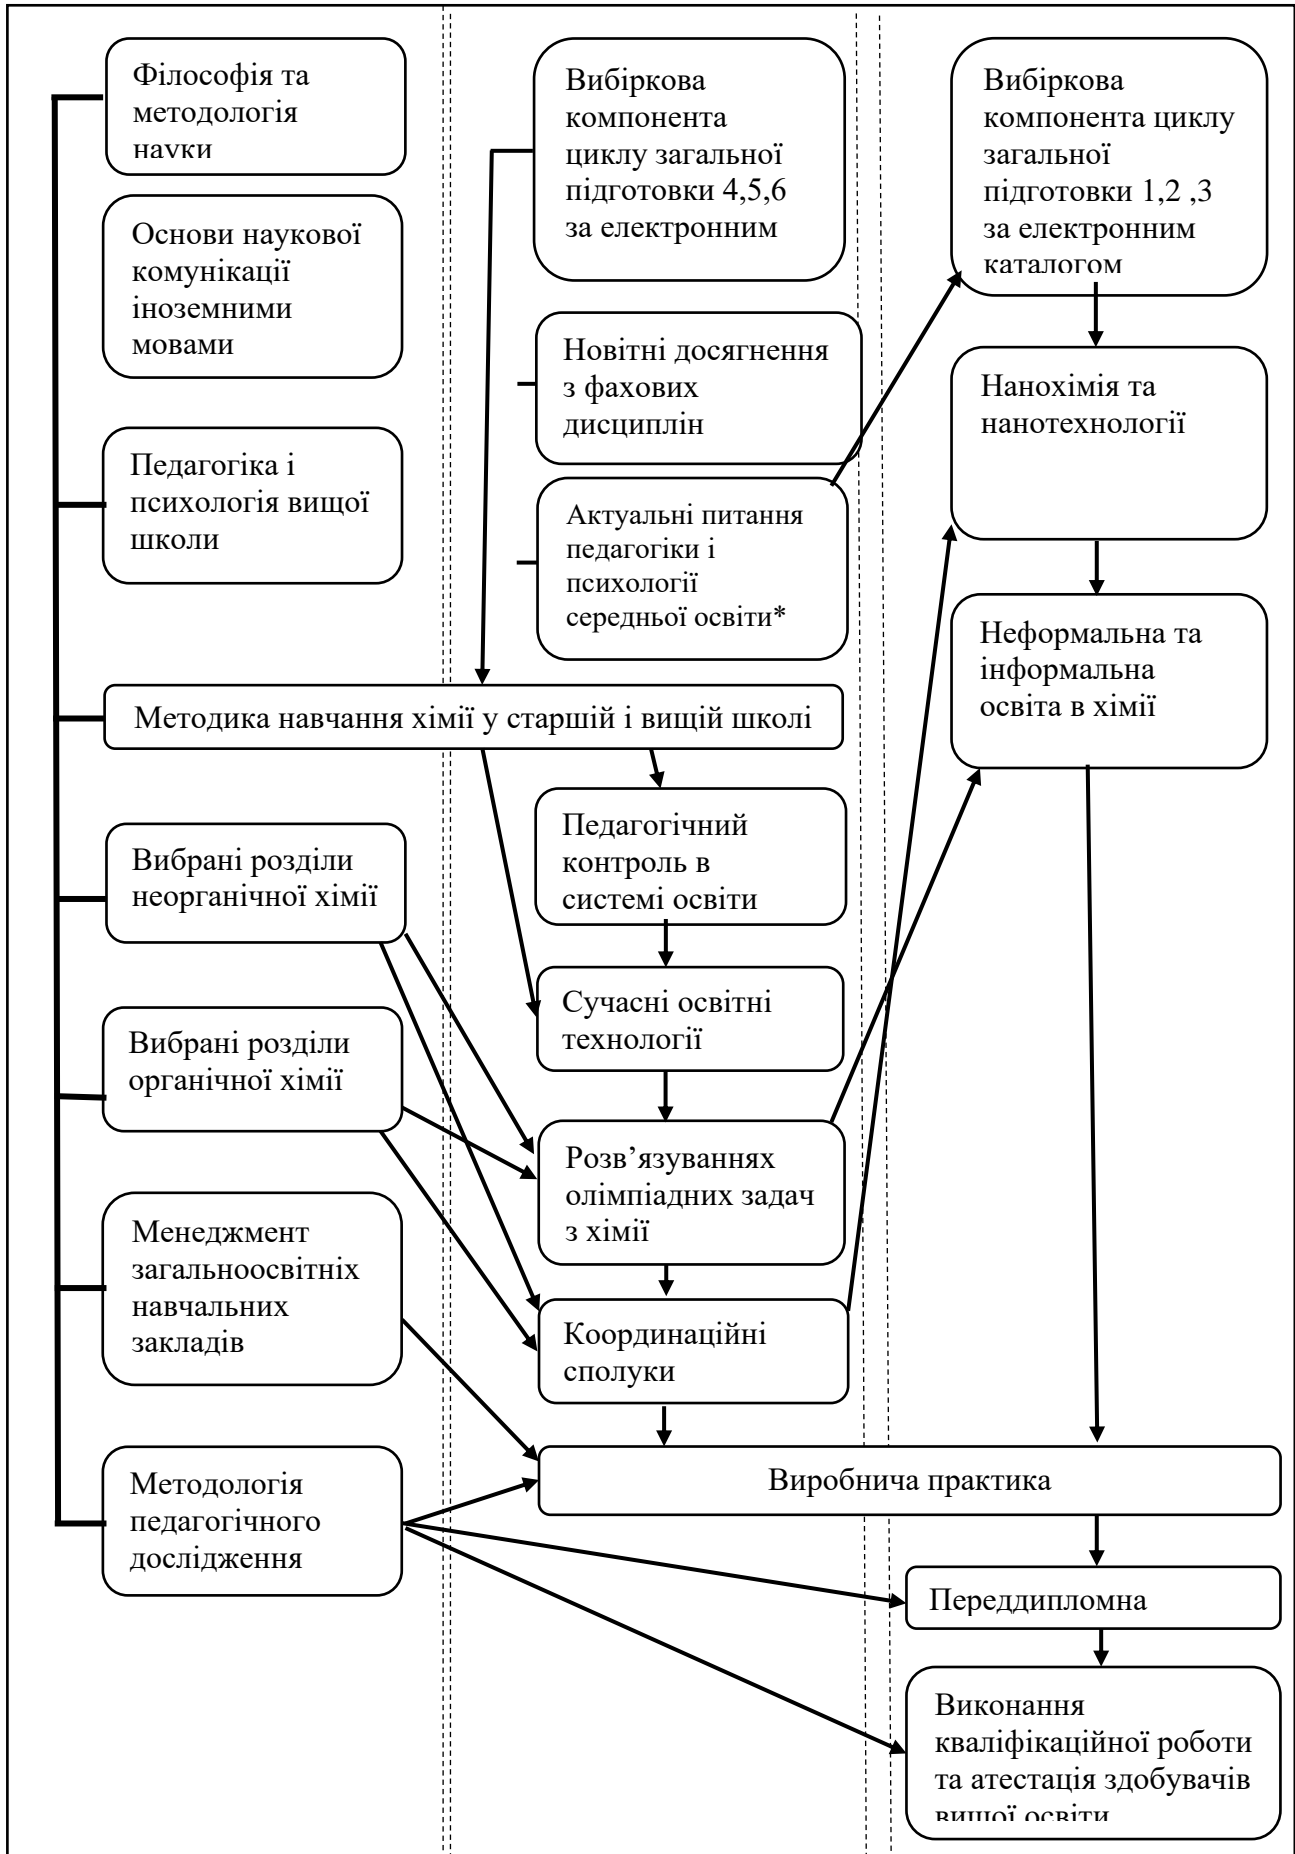 Філософія та
методологія
науки
Основи наукової
комунікації
іноземними
мовами
Педагогіка і
психологія вищої
школи
Вибіркова
компонента
циклу загальної
підготовки 4,5,6
за електронним
Новітні досягнення
з фахових
дисциплін
Актуальні питання
педагогіки і
психології
середньої освіти*
Вибіркова
компонента циклу
загальної
підготовки 1,2 ,3
за електронним
каталогом
Нанохімія та
нанотехнології
Неформальна та
інформальна
освіта в хімії
Методика навчання хімії у старшій і вищій школі
Вибрані розділи
неорганічної хімії
Вибрані розділи
органічної хімії
Менеджмент
загальноосвітніх
навчальних
закладів
Методологія
педагогічного
дослідження
Педагогічний
контроль в
системі освіти
Сучасні освітні
технології
Розв’язуваннях
олімпіадних задач
з хімії
Координаційні
сполуки
Виробнича практика
Переддипломна
Виконання
кваліфікаційної роботи
та атестація здобувачів
вищої освіти